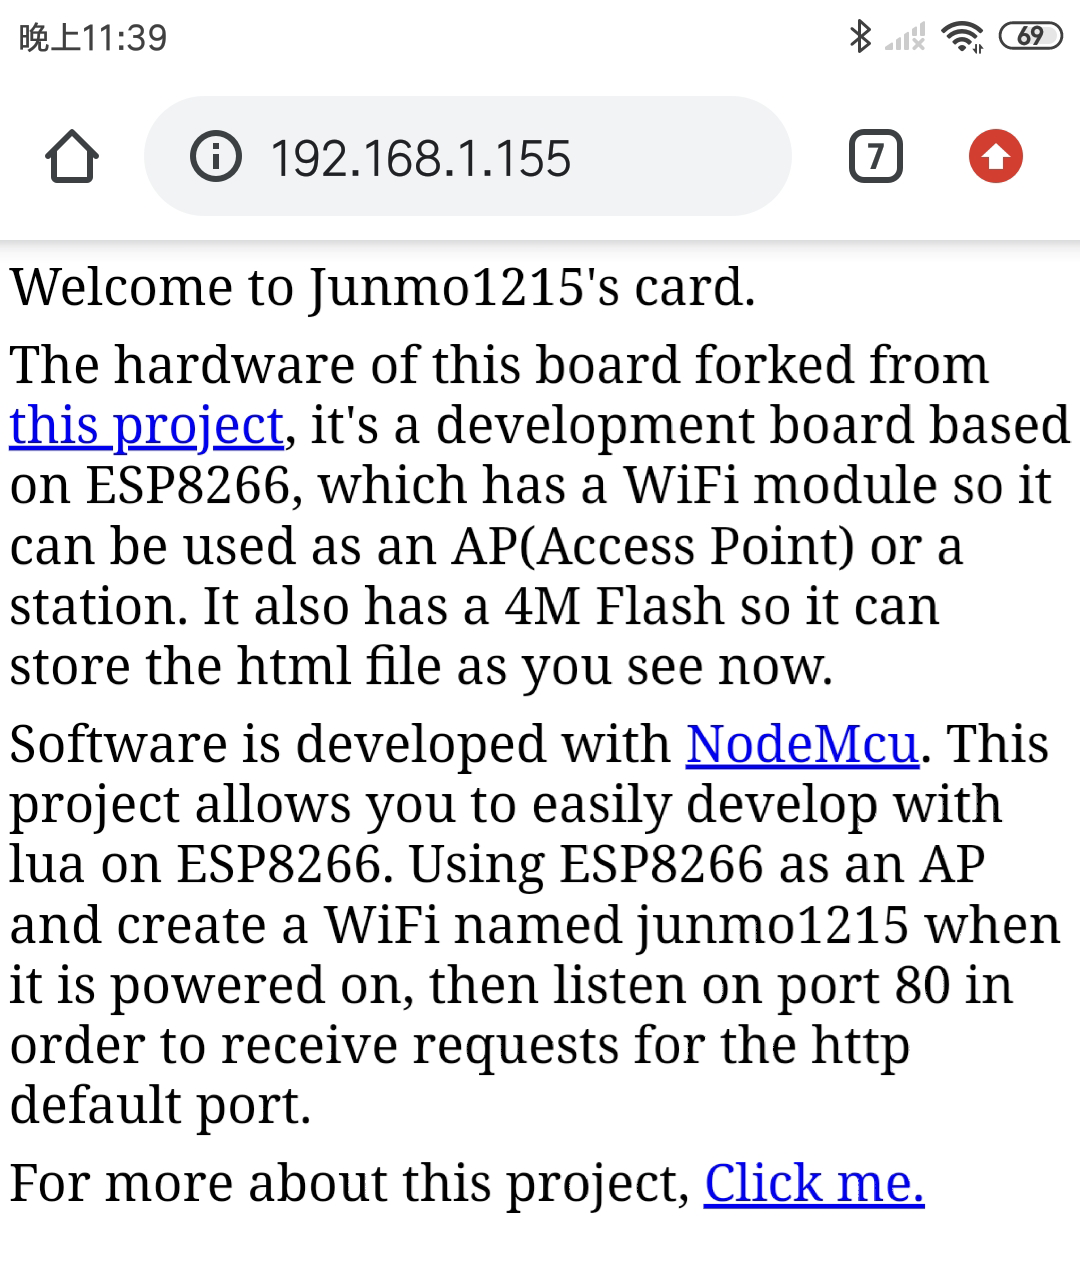 晚上11:39
69
192.168.1.155
7
Welcome to Junmo1215's card.
The hardware of this board forked from
this project, it's a development board based
on ESP8266, which has a WiFi module so it
can be used as an AP(Access Point) or a
station. It also has a 4M Flash so it can
store the html file as you see now.
Software is developed with NodeMcu. This
project allows you to easily develop with
lua on ESP8266. Using ESP8266 as an AP
and create a WiFi named junmo1215 when
it is powered on, then listen on port 80 in
order to receive requests for the http
default port.
For more about this project, Click me.